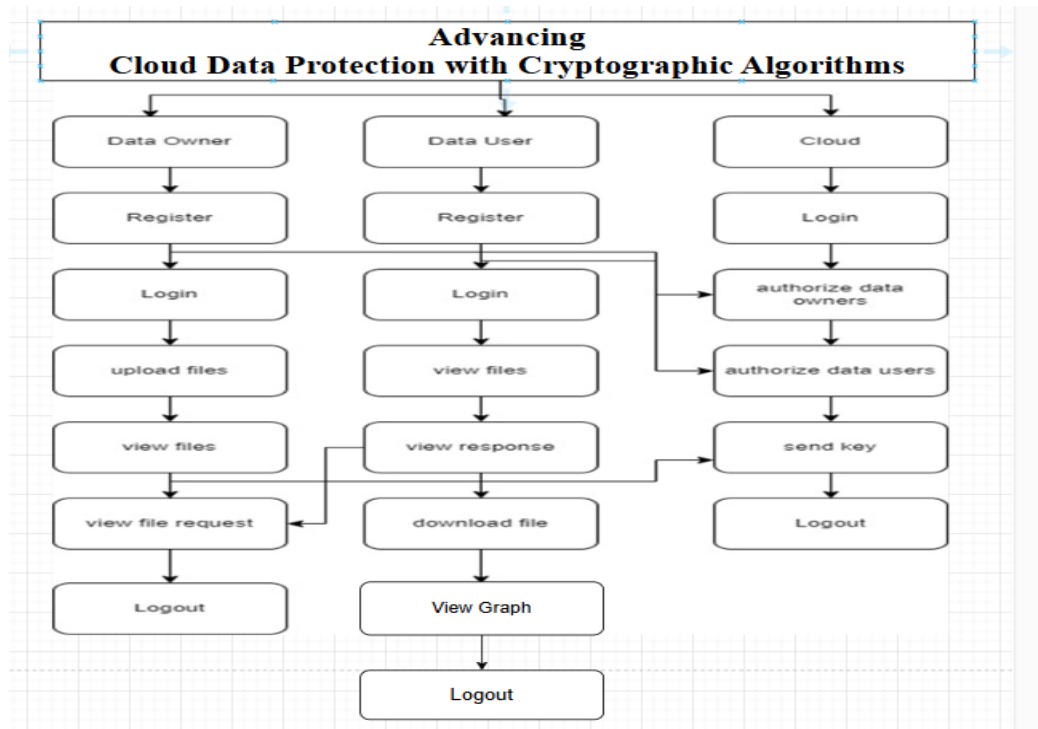 Advancing
Cloud Data Protection with Cryptographic Algorithms
Data Owner
Data User
Cloud
Register
Register
Login
Login
Login
authorize data
owners
upload files
view files
authorize data users
view files
view response
send key
view file request
download file
Logout
Logout
View Graph
Logout